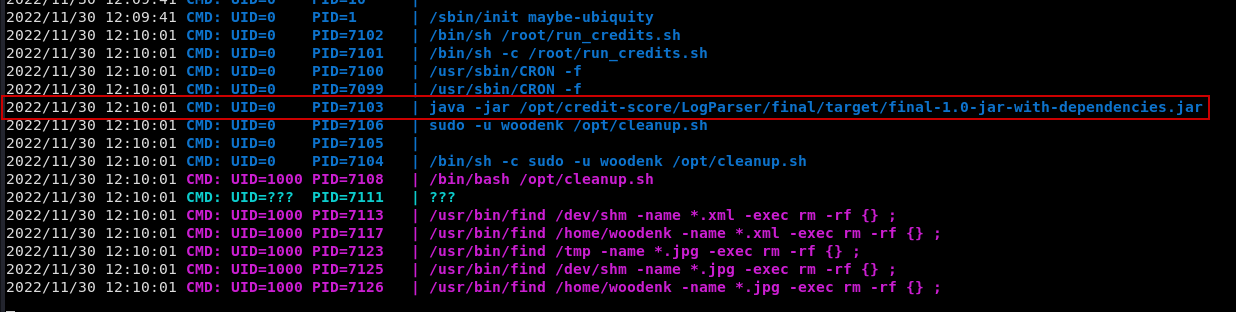 2022/11/30 12:09:41 CMD: UID=0    PID=10     |
2022/11/30 12:09:41 CMD: UID=0    PID=1      | /sbin/init maybe-ubiquity
2022/11/30 12:10:01 CMD: UID=0    PID=7102   | /bin/sh /root/run_credits.sh
2022/11/30 12:10:01 CMD: UID=0    PID=7101   | /bin/sh -c /root/run_credits.sh
2022/11/30 12:10:01 CMD: UID=0    PID=7100   | /usr/sbin/CRON -f
2022/11/30 12:10:01 CMD: UID=0    PID=7099   | /usr/sbin/CRON -f
2022/11/30 12:10:01 CMD: UID=0    PID=7103   | java -jar /opt/credit-score/LogParser/final/target/final-1.0-jar-with-dependencies.jar
2022/11/30 12:10:01 CMD: UID=0    PID=7106   | sudo -u woodenk /opt/cleanup.sh
2022/11/30 12:10:01 CMD: UID=0    PID=7105   |
2022/11/30 12:10:01 CMD: UID=0    PID=7104   | /bin/sh -c sudo -u woodenk /opt/cleanup.sh
2022/11/30 12:10:01 CMD: UID=1000 PID=7108   | /bin/bash /opt/cleanup.sh
2022/11/30 12:10:01 CMD: UID=???  PID=7111   | ???
2022/11/30 12:10:01 CMD: UID=1000 PID=7113   | /usr/bin/find /dev/shm -name *.xml -exec rm -rf {} ;
2022/11/30 12:10:01 CMD: UID=1000 PID=7117   | /usr/bin/find /home/woodenk -name *.xml -exec rm -rf {} ;
2022/11/30 12:10:01 CMD: UID=1000 PID=7123   | /usr/bin/find /tmp -name *.jpg -exec rm -rf {} ;
2022/11/30 12:10:01 CMD: UID=1000 PID=7125   | /usr/bin/find /dev/shm -name *.jpg -exec rm -rf {} ;
2022/11/30 12:10:01 CMD: UID=1000 PID=7126   | /usr/bin/find /home/woodenk -name *.jpg -exec rm -rf {} ;